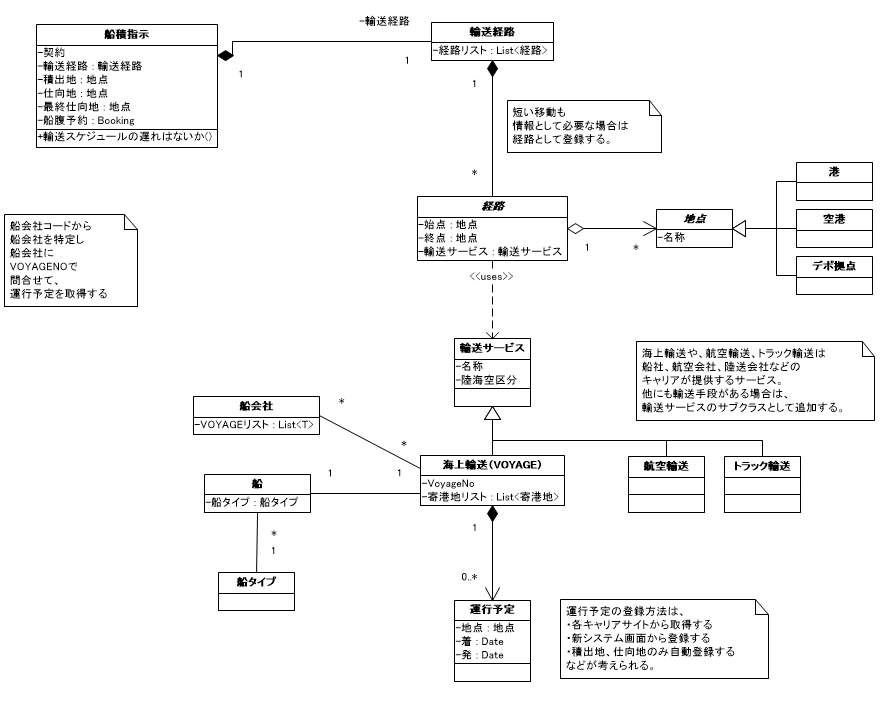 船積指示
-契約
-輸送経路 : 輸送経路
-積出地 : 地点
-仕向地 : 地点
-最終仕向地 : 地点
-船腹予約 : Booking
+輸送スケジュールの遅れはないか()
-輸送経路
1
1
輸送経路
-経路リスト : List<経路>
1
*
短い移動も
情報として必要な場合は
経路として登録する。
経路
-始点 : 地点
-終点 : 地点
-輸送サービス : 輸送サービス
1
*
地点
-名称
港
空港
デポ拠点
船会社コードから
船会社を特定し
船会社に
VOYAGENOで
問合せて、
運行予定を取得する
<<uses>>
輸送サービス
-名称
-陸海空区分
海上輸送や、航空輸送、トラック輸送は
船社、航空会社、陸送会社などの
キャリアが提供するサービス。
他にも輸送手段がある場合は、
輸送サービスのサブクラスとして追加する。
船会社
-VOYAGEリスト : List<T>
*
*
海上輸送(VOYAGE)
-VoyageNo
-寄港地リスト : List<寄港地>
航空輸送
トラック輸送
船
-船タイプ : 船タイプ
1
1
*
1
船タイプ
1
0..*
運行予定
-地点 : 地点
-着 : Date
-発 : Date
運行予定の登録方法は、
・各キャリアサイトから取得する
・新システム画面から登録する
・積出地、仕向地のみ自動登録する
などが考えられる。